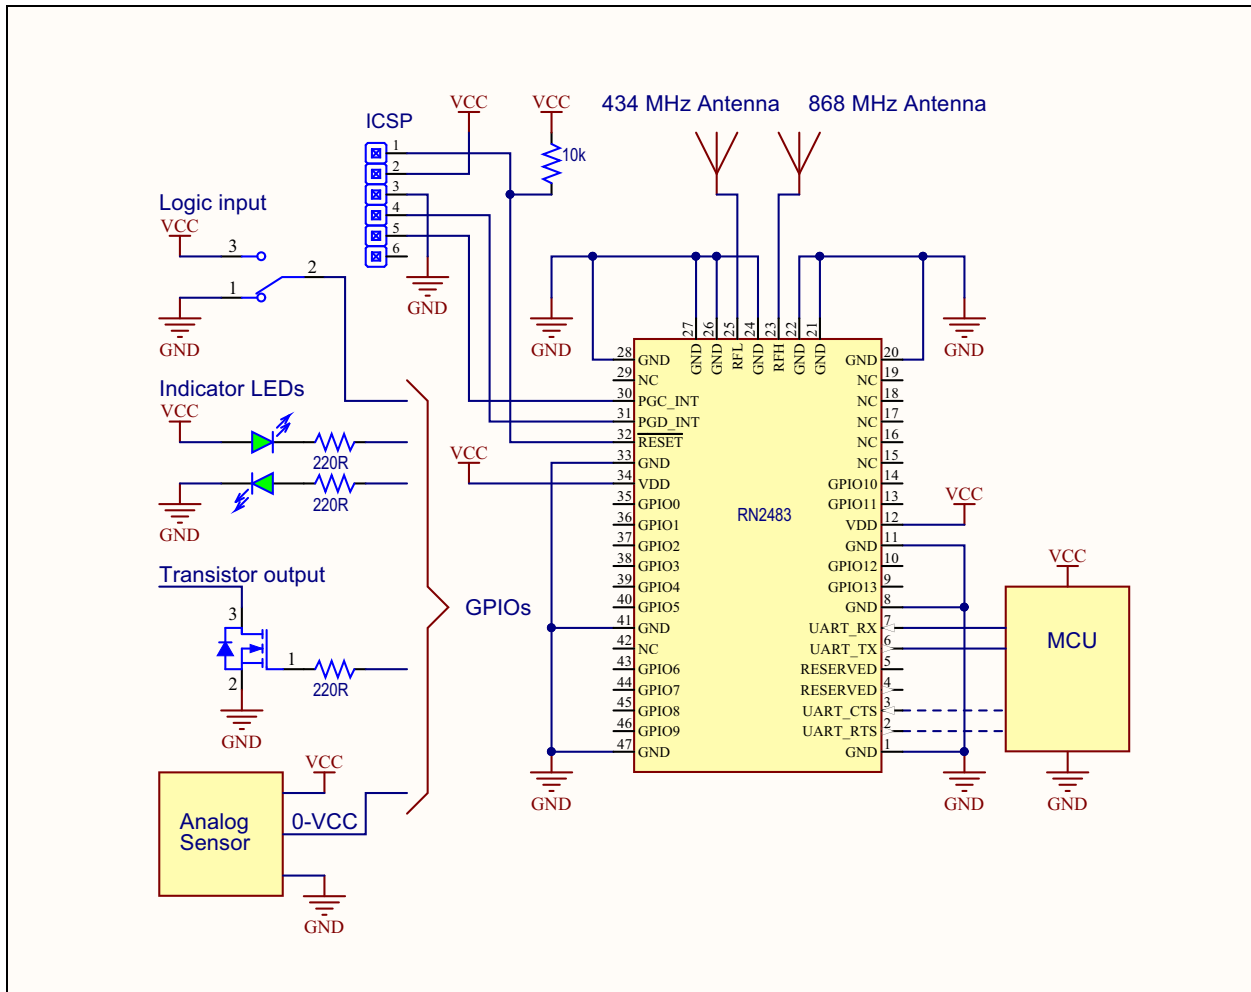 434 MHz Antenna
868 MHz Antenna
VCC
VCC
ICSP
1
2
3
4
5
6
10k
GND
Logic input
VCC
3
2
1
GND
Indicator LEDs
VCC
220R
220R
GND
Transistor output
3
1
2
220R
GND
VCC
Analog
Sensor
0-VCC
GND
GPIOs
VCC
GND
GND
27 26 25 24 23 22 21
GND GND RFL GND RFH GND GND
28 GND
29 NC
30 PGC_INT
31 PGD_INT
32 RESET
33 GND
34 VDD
35 GPIO0
36 GPIO1
37 GPIO2
38 GPIO3
39 GPIO4
40 GPIO5
41 GND
42 NC
43 GPIO6
44 GPIO7
45 GPIO8
46 GPIO9
47 GND
GND
RN2483
GND 20
NC 19
NC 18
NC 17
NC 16
NC 15
GPIO10 14
GPIO11 13
VDD 12
GND 11
GPIO12 10
GPIO13 9
GND 8
UART_RX 7
UART_TX 6
RESERVED 5
RESERVED 4
UART_CTS 3
UART_RTS 2
GND 1
VCC
GND
VCC
MCU
GND